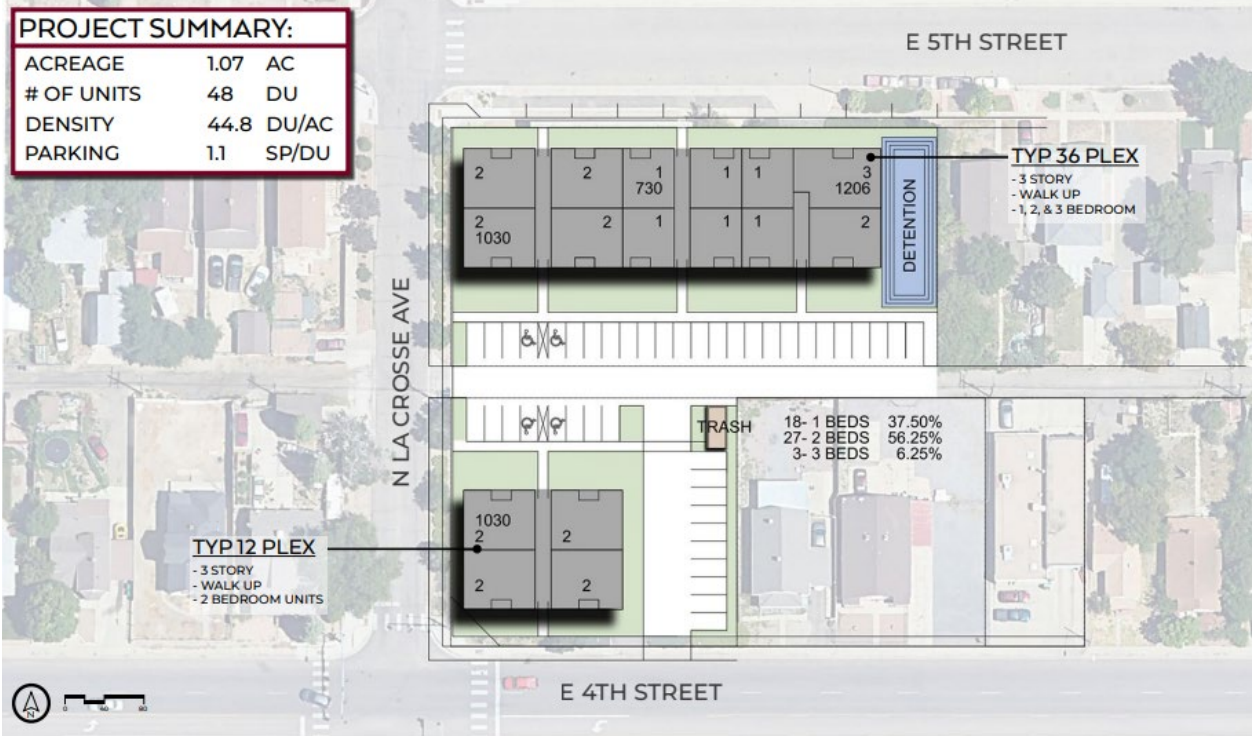 PROJECT SUMMARY:
ACREAGE 1.07 AC
# OF UNITS 48 DU
DENSITY 44.8 DU/AC
PARKING 1.1 SP/DU
E 5TH STREET
TYP 36 PLEX
- 3 STORY
- WALK UP
- 1, 2, & 3 BEDROOM
2 2 1 1 1 3
730 1206
2 2 1 1 1 2
1030
DETENTION
N LA CROSSE AVE
TRASH
18- 1 BEDS 37.50%
27- 2 BEDS 56.25%
3- 3 BEDS 6.25%
1030
2 2
2 2
TYP 12 PLEX
- 3 STORY
- WALK UP
- 2 BEDROOM UNITS
E 4TH STREET
N
0 80